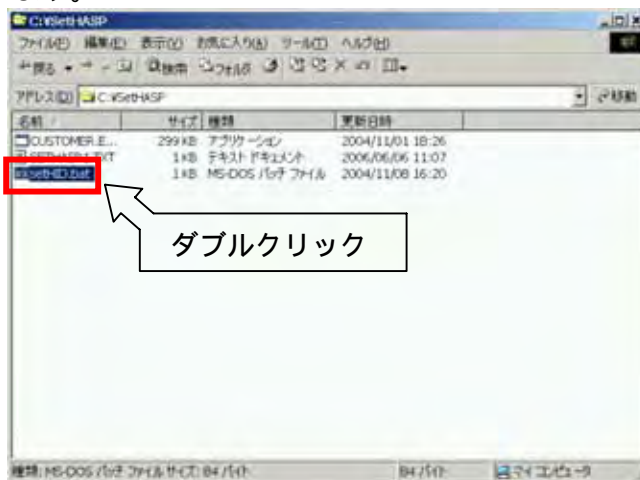 C:¥SetHASP
ファイル(F) 編集(E) 表示(V) お気に入り(A) ツール(T) ヘルプ(H)
戻る 検索 フォルダ
アドレス(D) C:¥SetHASP 移動
名前 サイズ 種類 更新日時
CUSTOMER.E... 299 KB アプリケーション 2004/11/01 18:26
1 KB テキスト ドキュメント 2006/06/06 11:07
setHID.bat 1 KB MS-DOS バッチ ファイル 2004/11/08 16:20
ダブルクリック
種類: MS-DOS バッチ ファイル サイズ: 84 バイト 84 バイト マイ コンピュータ